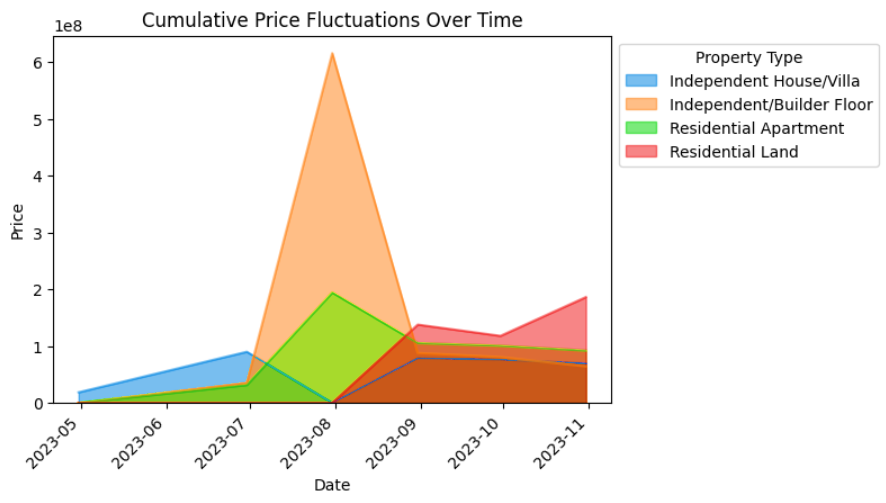 Cumulative Price Fluctuations Over Time
1e8
Property Type
Independent House/Villa
Independent/Builder Floor
Residential Apartment
Residential Land
6
5
4
3
2
1
0
Price
2023-05
2023-06
2023-07
2023-08
2023-09
2023-10
2023-11
Date